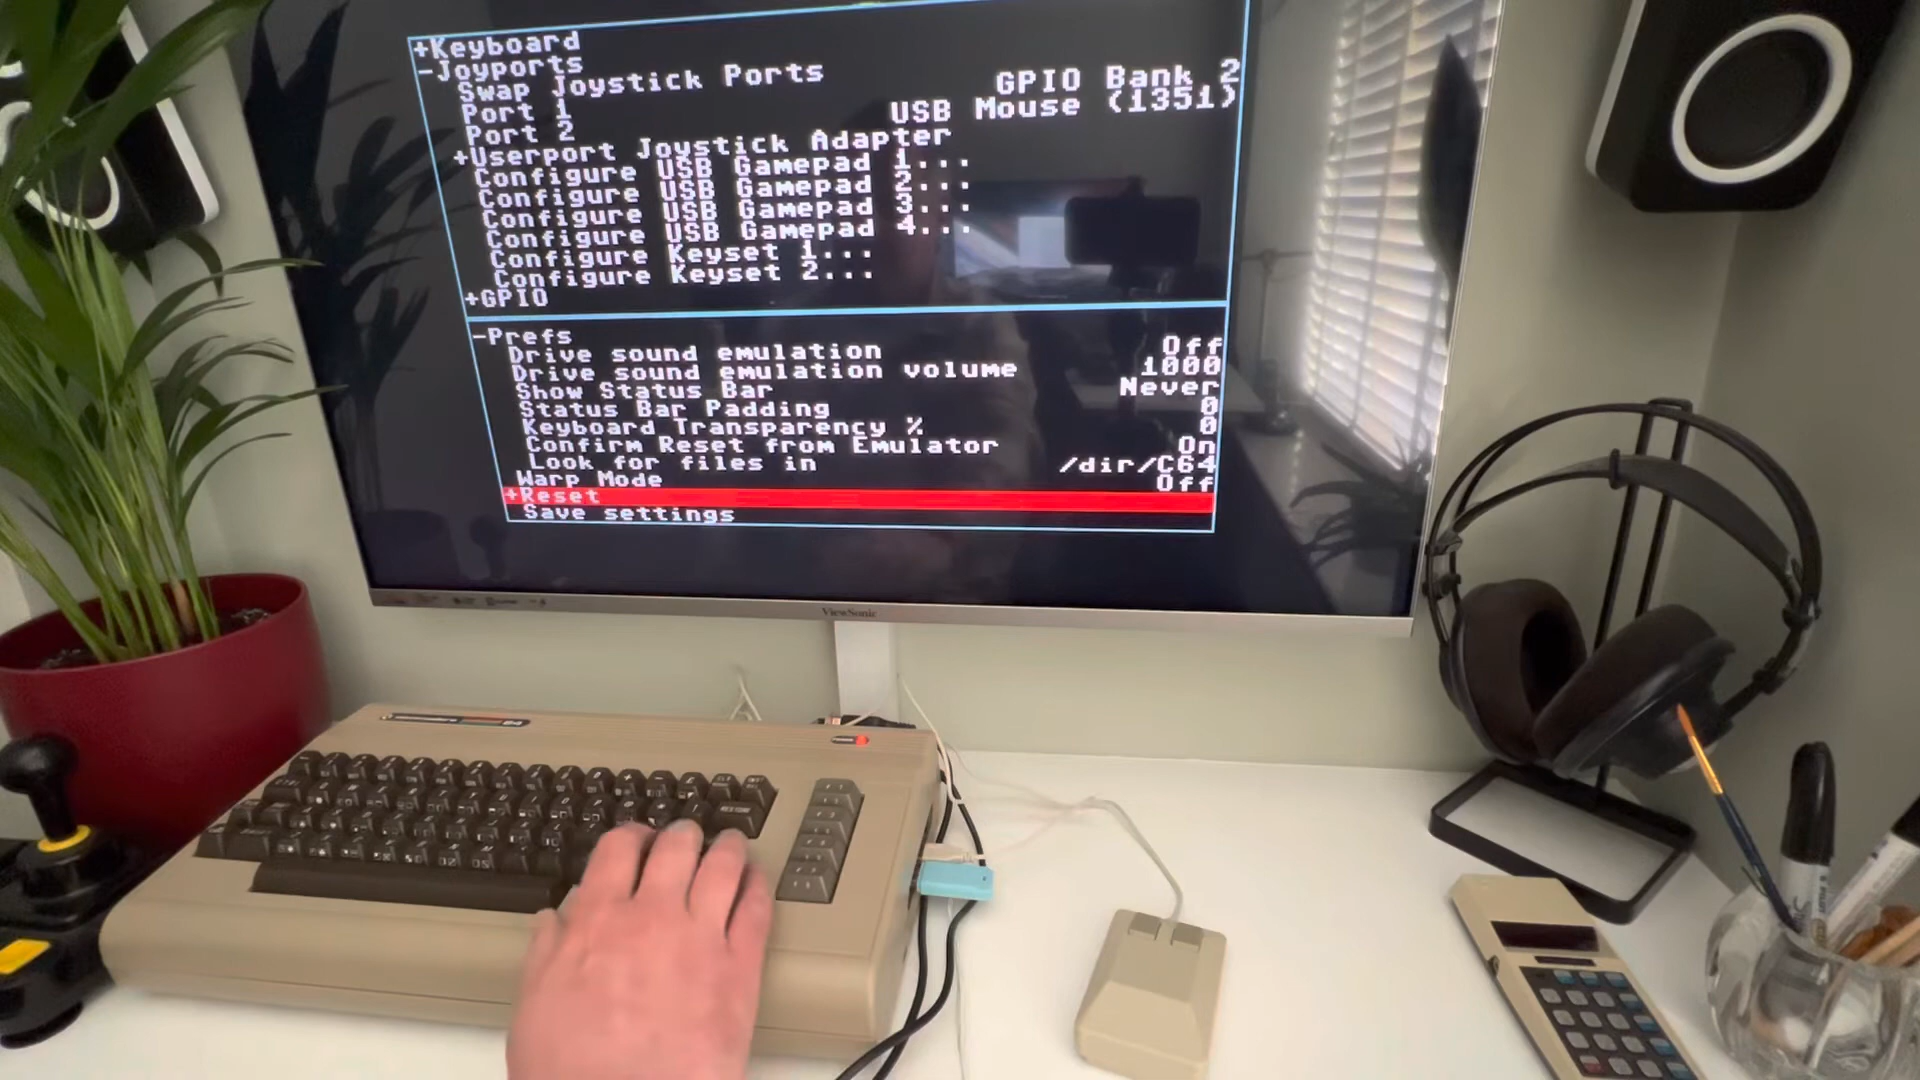 +Keyboard
-Joyports
Swap Joystick Ports
Port 1 GPIO Bank 2
Port 2 USB Mouse (1351)
+Userport Joystick Adapter
Configure USB Gamepad 1...
Configure USB Gamepad 2...
Configure USB Gamepad 3...
Configure USB Gamepad 4...
Configure Keyset 1...
Configure Keyset 2...
+GPIO
-Prefs
Drive sound emulation Off
Drive sound emulation volume 1000
Show Status Bar Never
Status Bar Padding 0
Keyboard Transparency % 0
Confirm Reset from Emulator On
Look for files in /dir/C64
Warp Mode Off
+Reset
Save settings
ViewSonic
64